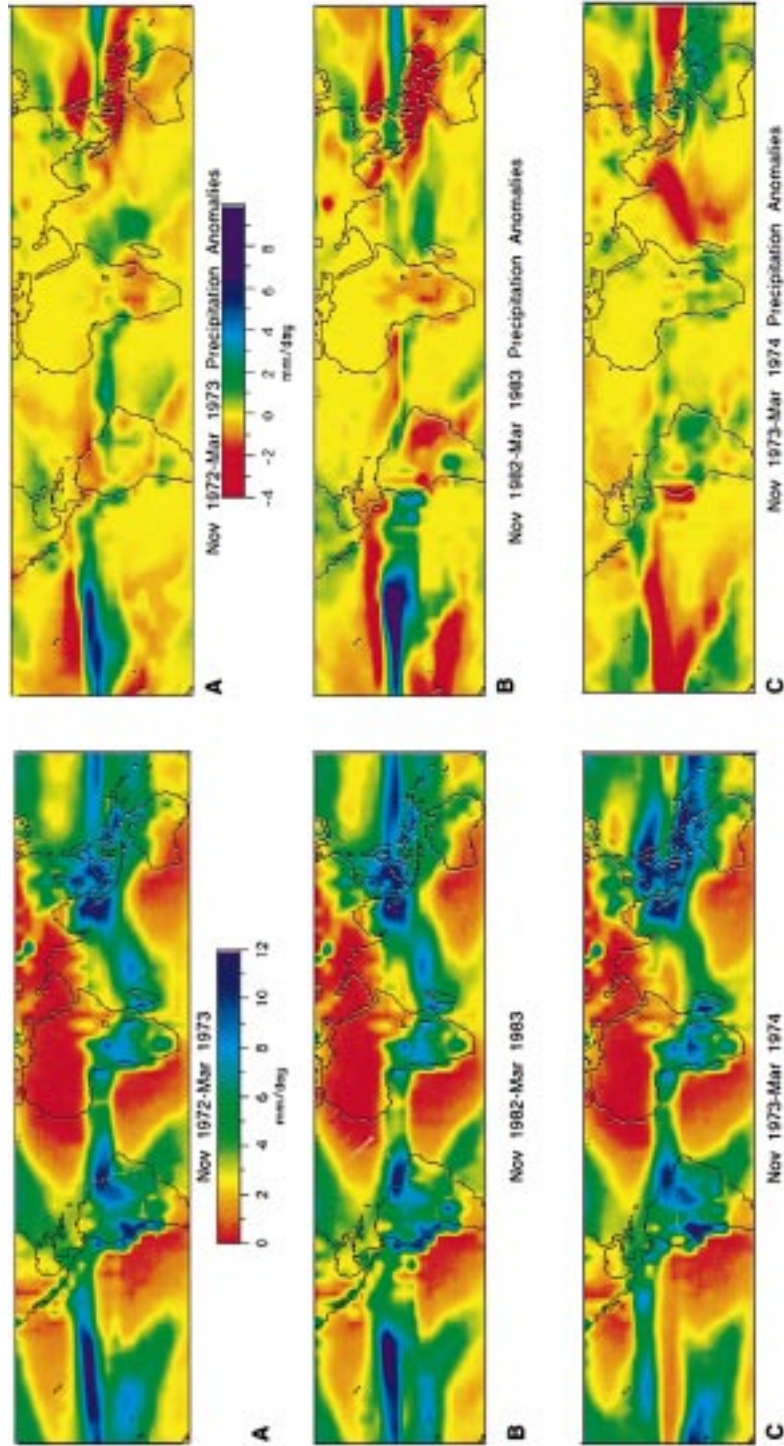 A
Nov 1972-Mar 1973
0 2 4 6 8 10 12
mm/day
B
Nov 1982-Mar 1983
C
Nov 1973-Mar 1974
A
Nov 1972-Mar 1973 Precipitation Anomalies
-4 -2 0 2 4 6 8
mm/day
B
Nov 1982-Mar 1983 Precipitation Anomalies
C
Nov 1973-Mar 1974 Precipitation Anomalies